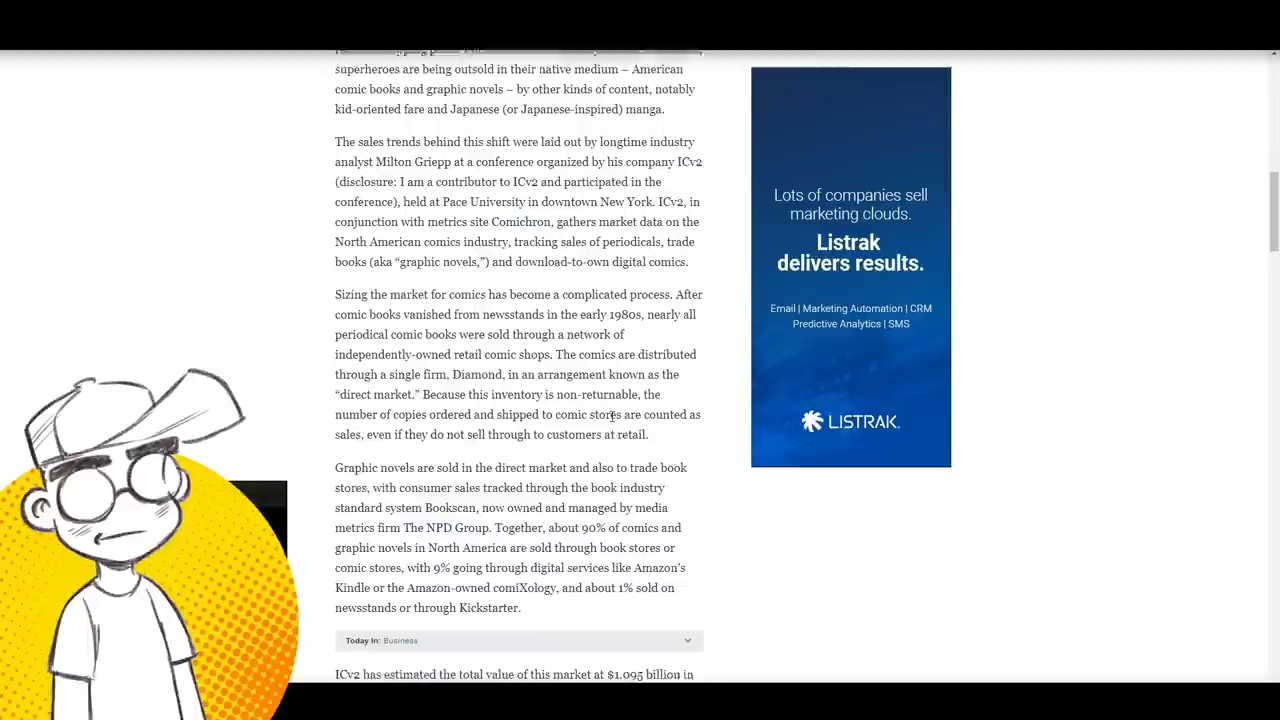 superheroes are being outsold in their native medium – American
comic books and graphic novels – by other kinds of content, notably
kid-oriented fare and Japanese (or Japanese-inspired) manga.
The sales trends behind this shift were laid out by longtime industry
analyst Milton Griepp at a conference organized by his company ICv2
(disclosure: I am a contributor to ICv2 and participated in the
conference), held at Pace University in downtown New York. ICv2, in
conjunction with metrics site Comichron, gathers market data on the
North American comics industry, tracking sales of periodicals, trade
books (aka “graphic novels,”) and download-to-own digital comics.
Sizing the market for comics has become a complicated process. After
comic books vanished from newsstands in the early 1980s, nearly all
periodical comic books were sold through a network of
independently-owned retail comic shops. The comics are distributed
through a single firm, Diamond, in an arrangement known as the
“direct market.” Because this inventory is non-returnable, the
number of copies ordered and shipped to comic stores are counted as
sales, even if they do not sell through to customers at retail.
Graphic novels are sold in the direct market and also to trade book
stores, with consumer sales tracked through the book industry
standard system Bookscan, now owned and managed by media
metrics firm The NPD Group. Together, about 90% of comics and
graphic novels in North America are sold through book stores or
comic stores, with 9% going through digital services like Amazon’s
Kindle or the Amazon-owned comiXology, and about 1% sold on
newsstands or through Kickstarter.
Today In: Business
ICv2 has estimated the total value of this market at $1.095 billion in
Lots of companies sell
marketing clouds.
Listrak
delivers results.
Email | Marketing Automation | CRM
Predictive Analytics | SMS
LISTRAK